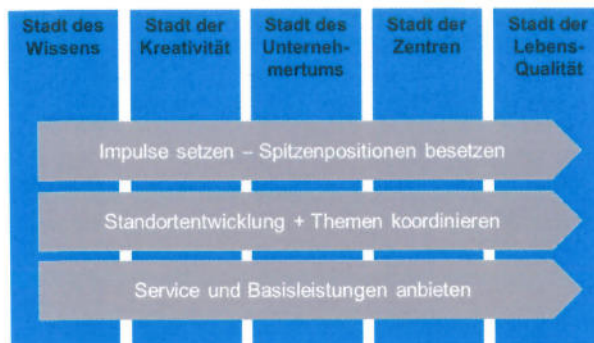 Stadt des
Wissens
Stadt der
Kreativität
Stadt des
Unterneh-
mertums
Stadt der
Zentren
Stadt der
Lebens-
Qualität
Impulse setzen – Spitzenpositionen besetzen
Standortentwicklung + Themen koordinieren
Service und Basisleistungen anbieten